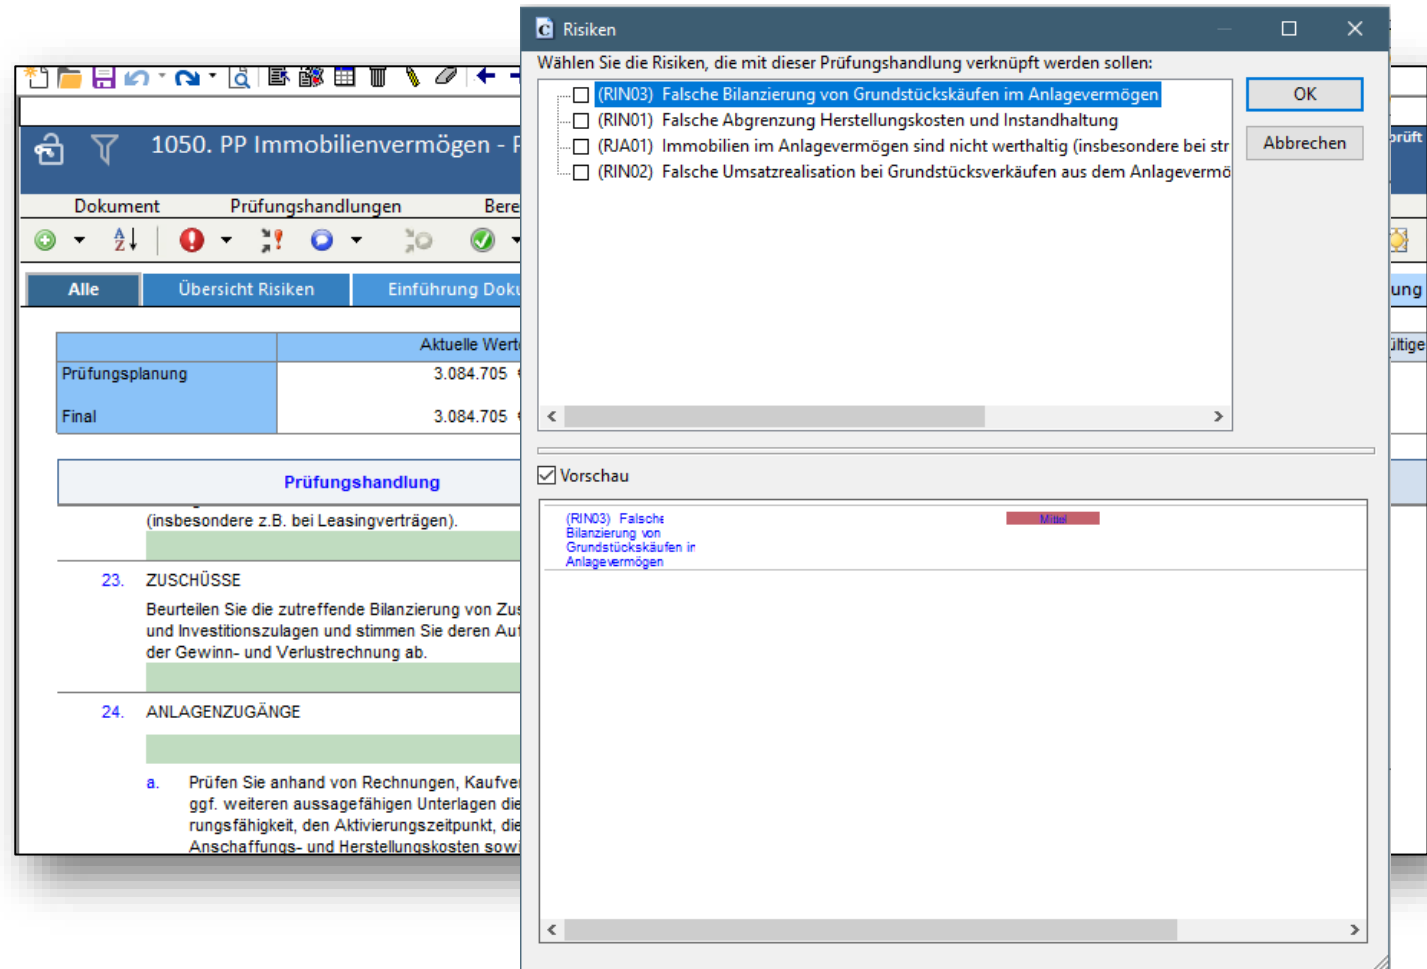 Risiken
Wählen Sie die Risiken, die mit dieser Prüfungshandlung verknüpft werden sollen:
(RIN03) Falsche Bilanzierung von Grundstückskäufen im Anlagevermögen
(RIN01) Falsche Abgrenzung Herstellungskosten und Instandhaltung
(RJA01) Immobilien im Anlagevermögen sind nicht werthaltig (insbesondere bei str
(RIN02) Falsche Umsatzrealisation bei Grundstücksverkäufen aus dem Anlagevermö
OK
Abbrechen
Vorschau
(RIN03) Falsche
Bilanzierung von
Grundstückskäufen in
Anlagevermögen
Mittel
1050. PP Immobilienvermögen - P
prüft
Dokument Prüfungshandlungen Bere
Alle Übersicht Risiken Einführung Doku
ung
Aktuelle Werte
ültige
Prüfungsplanung 3.084.705
Final 3.084.705
Prüfungshandlung
(insbesondere z.B. bei Leasingverträgen).
23. ZUSCHÜSSE
Beurteilen Sie die zutreffende Bilanzierung von Zus
und Investitionszulagen und stimmen Sie deren Auf
der Gewinn- und Verlustrechnung ab.
24. ANLAGENZUGÄNGE
a. Prüfen Sie anhand von Rechnungen, Kaufve
ggf. weiteren aussagefähigen Unterlagen die
rungsfähigkeit, den Aktivierungszeitpunkt, die
Anschaffungs- und Herstellungskosten sowi